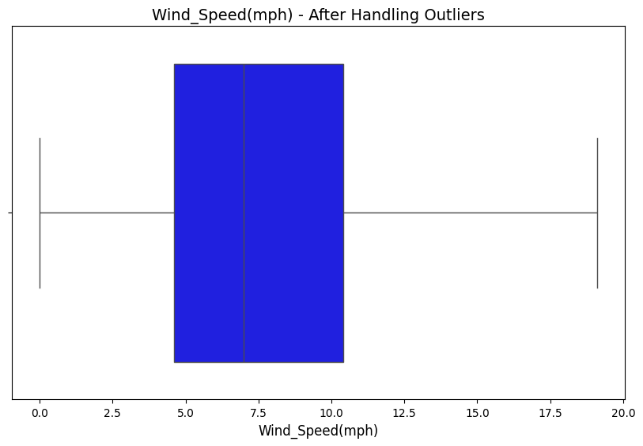 Wind_Speed(mph) - After Handling Outliers
0.0 2.5 5.0 7.5 10.0 12.5 15.0 17.5 20.0
Wind_Speed(mph)